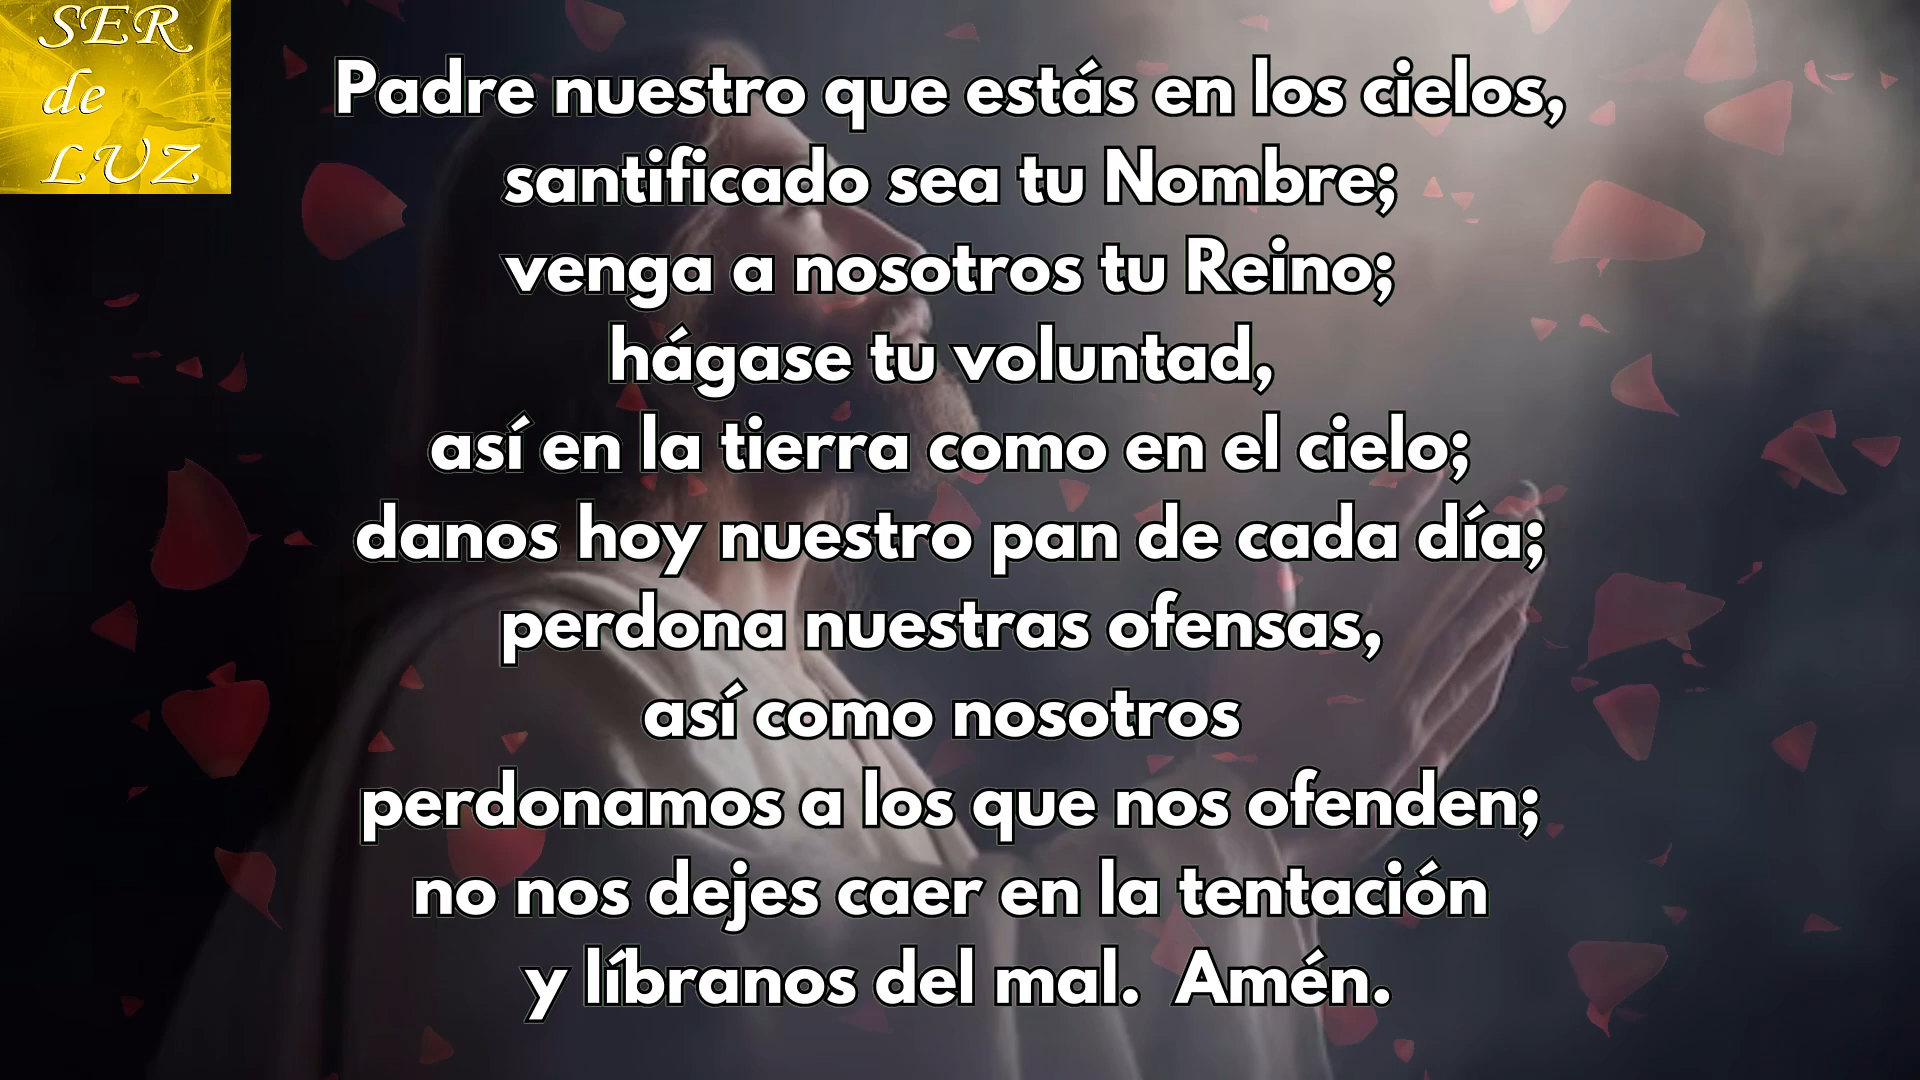 SER
de
LUZ
Padre nuestro que estás en los cielos,
santificado sea tu Nombre;
venga a nosotros tu Reino;
hágase tu voluntad,
así en la tierra como en el cielo;
danos hoy nuestro pan de cada día;
perdona nuestras ofensas,
así como nosotros
perdonamos a los que nos ofenden;
no nos dejes caer en la tentación
y líbranos del mal.  Amén.